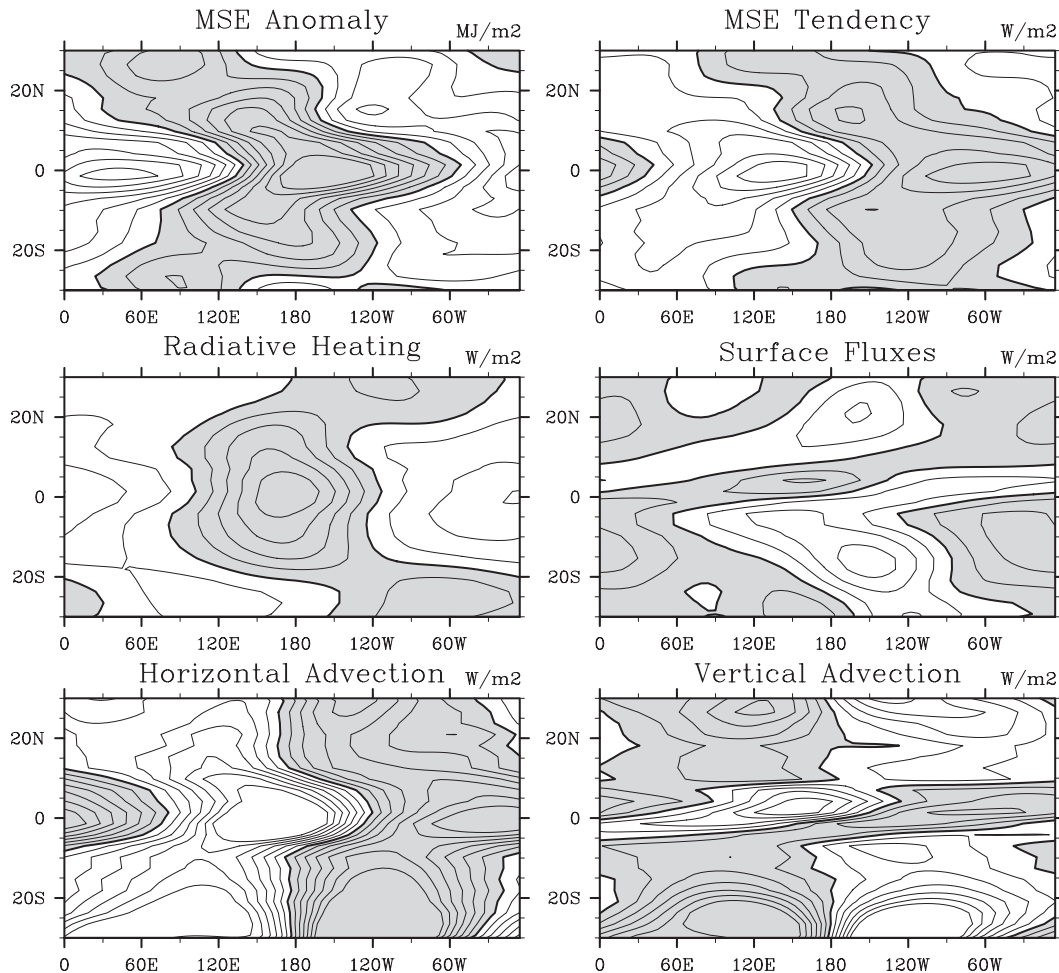 MSE Anomaly MJ/m2
MSE Tendency W/m2
20N
0
20S
0 60E 120E 180 120W 60W
20N
0
20S
0 60E 120E 180 120W 60W
Radiative Heating W/m2
Surface Fluxes W/m2
20N
0
20S
0 60E 120E 180 120W 60W
20N
0
20S
0 60E 120E 180 120W 60W
Horizontal Advection W/m2
Vertical Advection W/m2
20N
0
20S
0 60E 120E 180 120W 60W
20N
0
20S
0 60E 120E 180 120W 60W